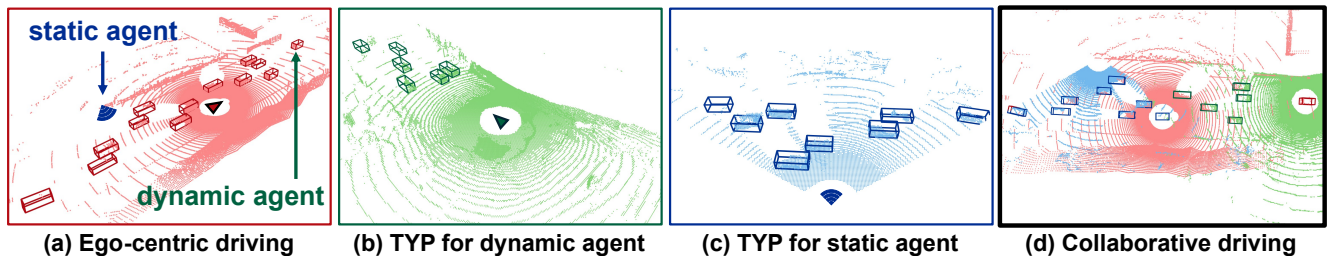 static agent
dynamic agent
(a) Ego-centric driving
(b) TYP for dynamic agent
(c) TYP for static agent
(d) Collaborative driving